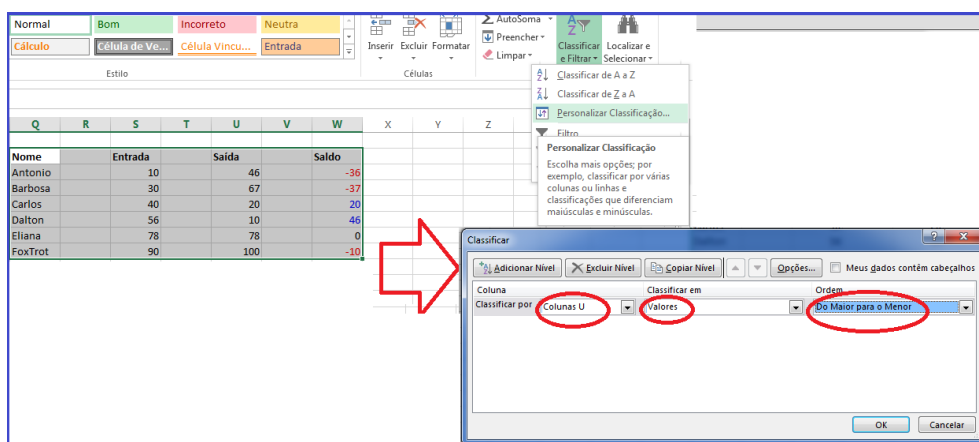 Normal Bom Incorreto Neutra
Cálculo Célula de Ve... Célula Vincu... Entrada
Estilo
Inserir Excluir Formatar
Células
AutoSoma
Preencher
Limpar
Classificar e Filtrar
Localizar e Selecionar
Classificar de A a Z
Classificar de Z a A
Personalizar Classificação...
Filtro
Personalizar Classificação
Escolha mais opções; por
exemplo, classificar por várias
colunas ou linhas e
classificações que diferenciam
maiúsculas e minúsculas.
Q R S T U V W X Y Z
Nome Entrada Saída Saldo
Antonio 10 46 -36
Barbosa 30 67 -37
Carlos 40 20 20
Dalton 56 10 46
Eliana 78 78 0
FoxTrot 90 100 -10
Classificar
Adicionar Nível Excluir Nível Copiar Nível Opções... Meus dados contêm cabeçalhos
Coluna Classificar em Ordem
Classificar por Colunas U Valores Do Maior para o Menor
OK Cancelar